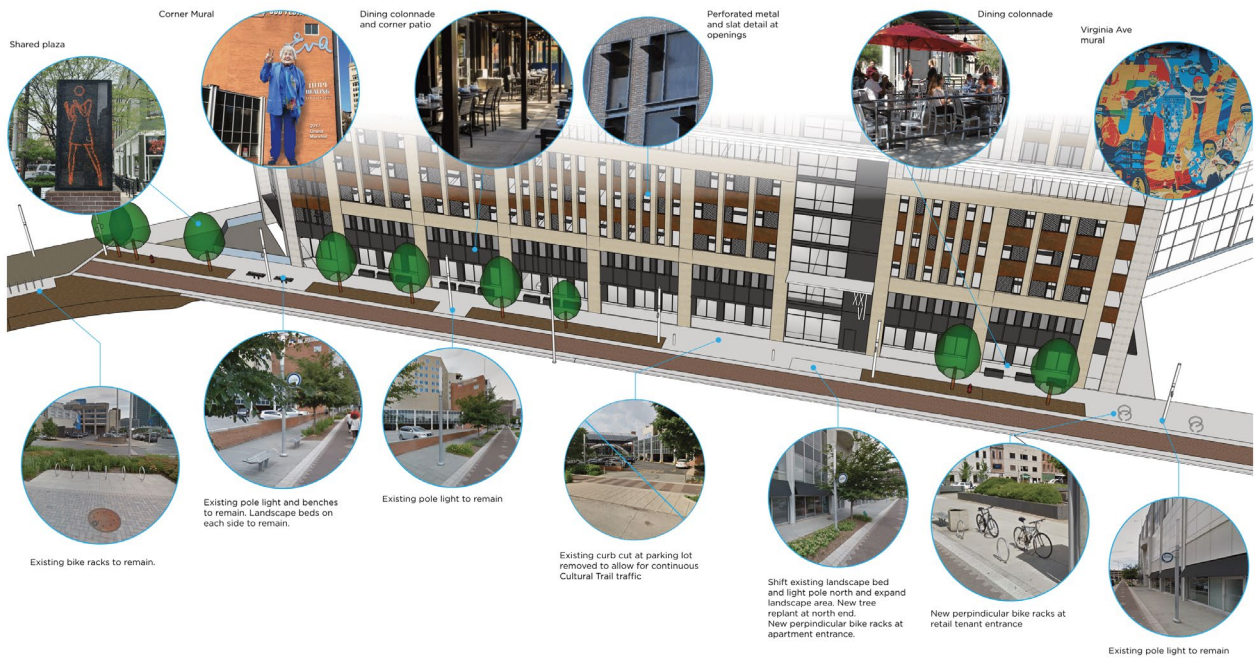 Corner Mural
Dining colonnade
and corner patio
Perforated metal
and slat detail at
openings
Dining colonnade
Virginia Ave
mural
Shared plaza
Eva
HOPE
HEALING
Existing bike racks to remain.
Existing pole light and benches
to remain. Landscape beds on
each side to remain.
Existing pole light to remain
Existing curb cut at parking lot
removed to allow for continuous
Cultural Trail traffic
Shift existing landscape bed
and light pole north and expand
landscape area. New tree
replant at north end.
New perpindicular bike racks at
apartment entrance.
New perpindicular bike racks at
retail tenant entrance
Existing pole light to remain